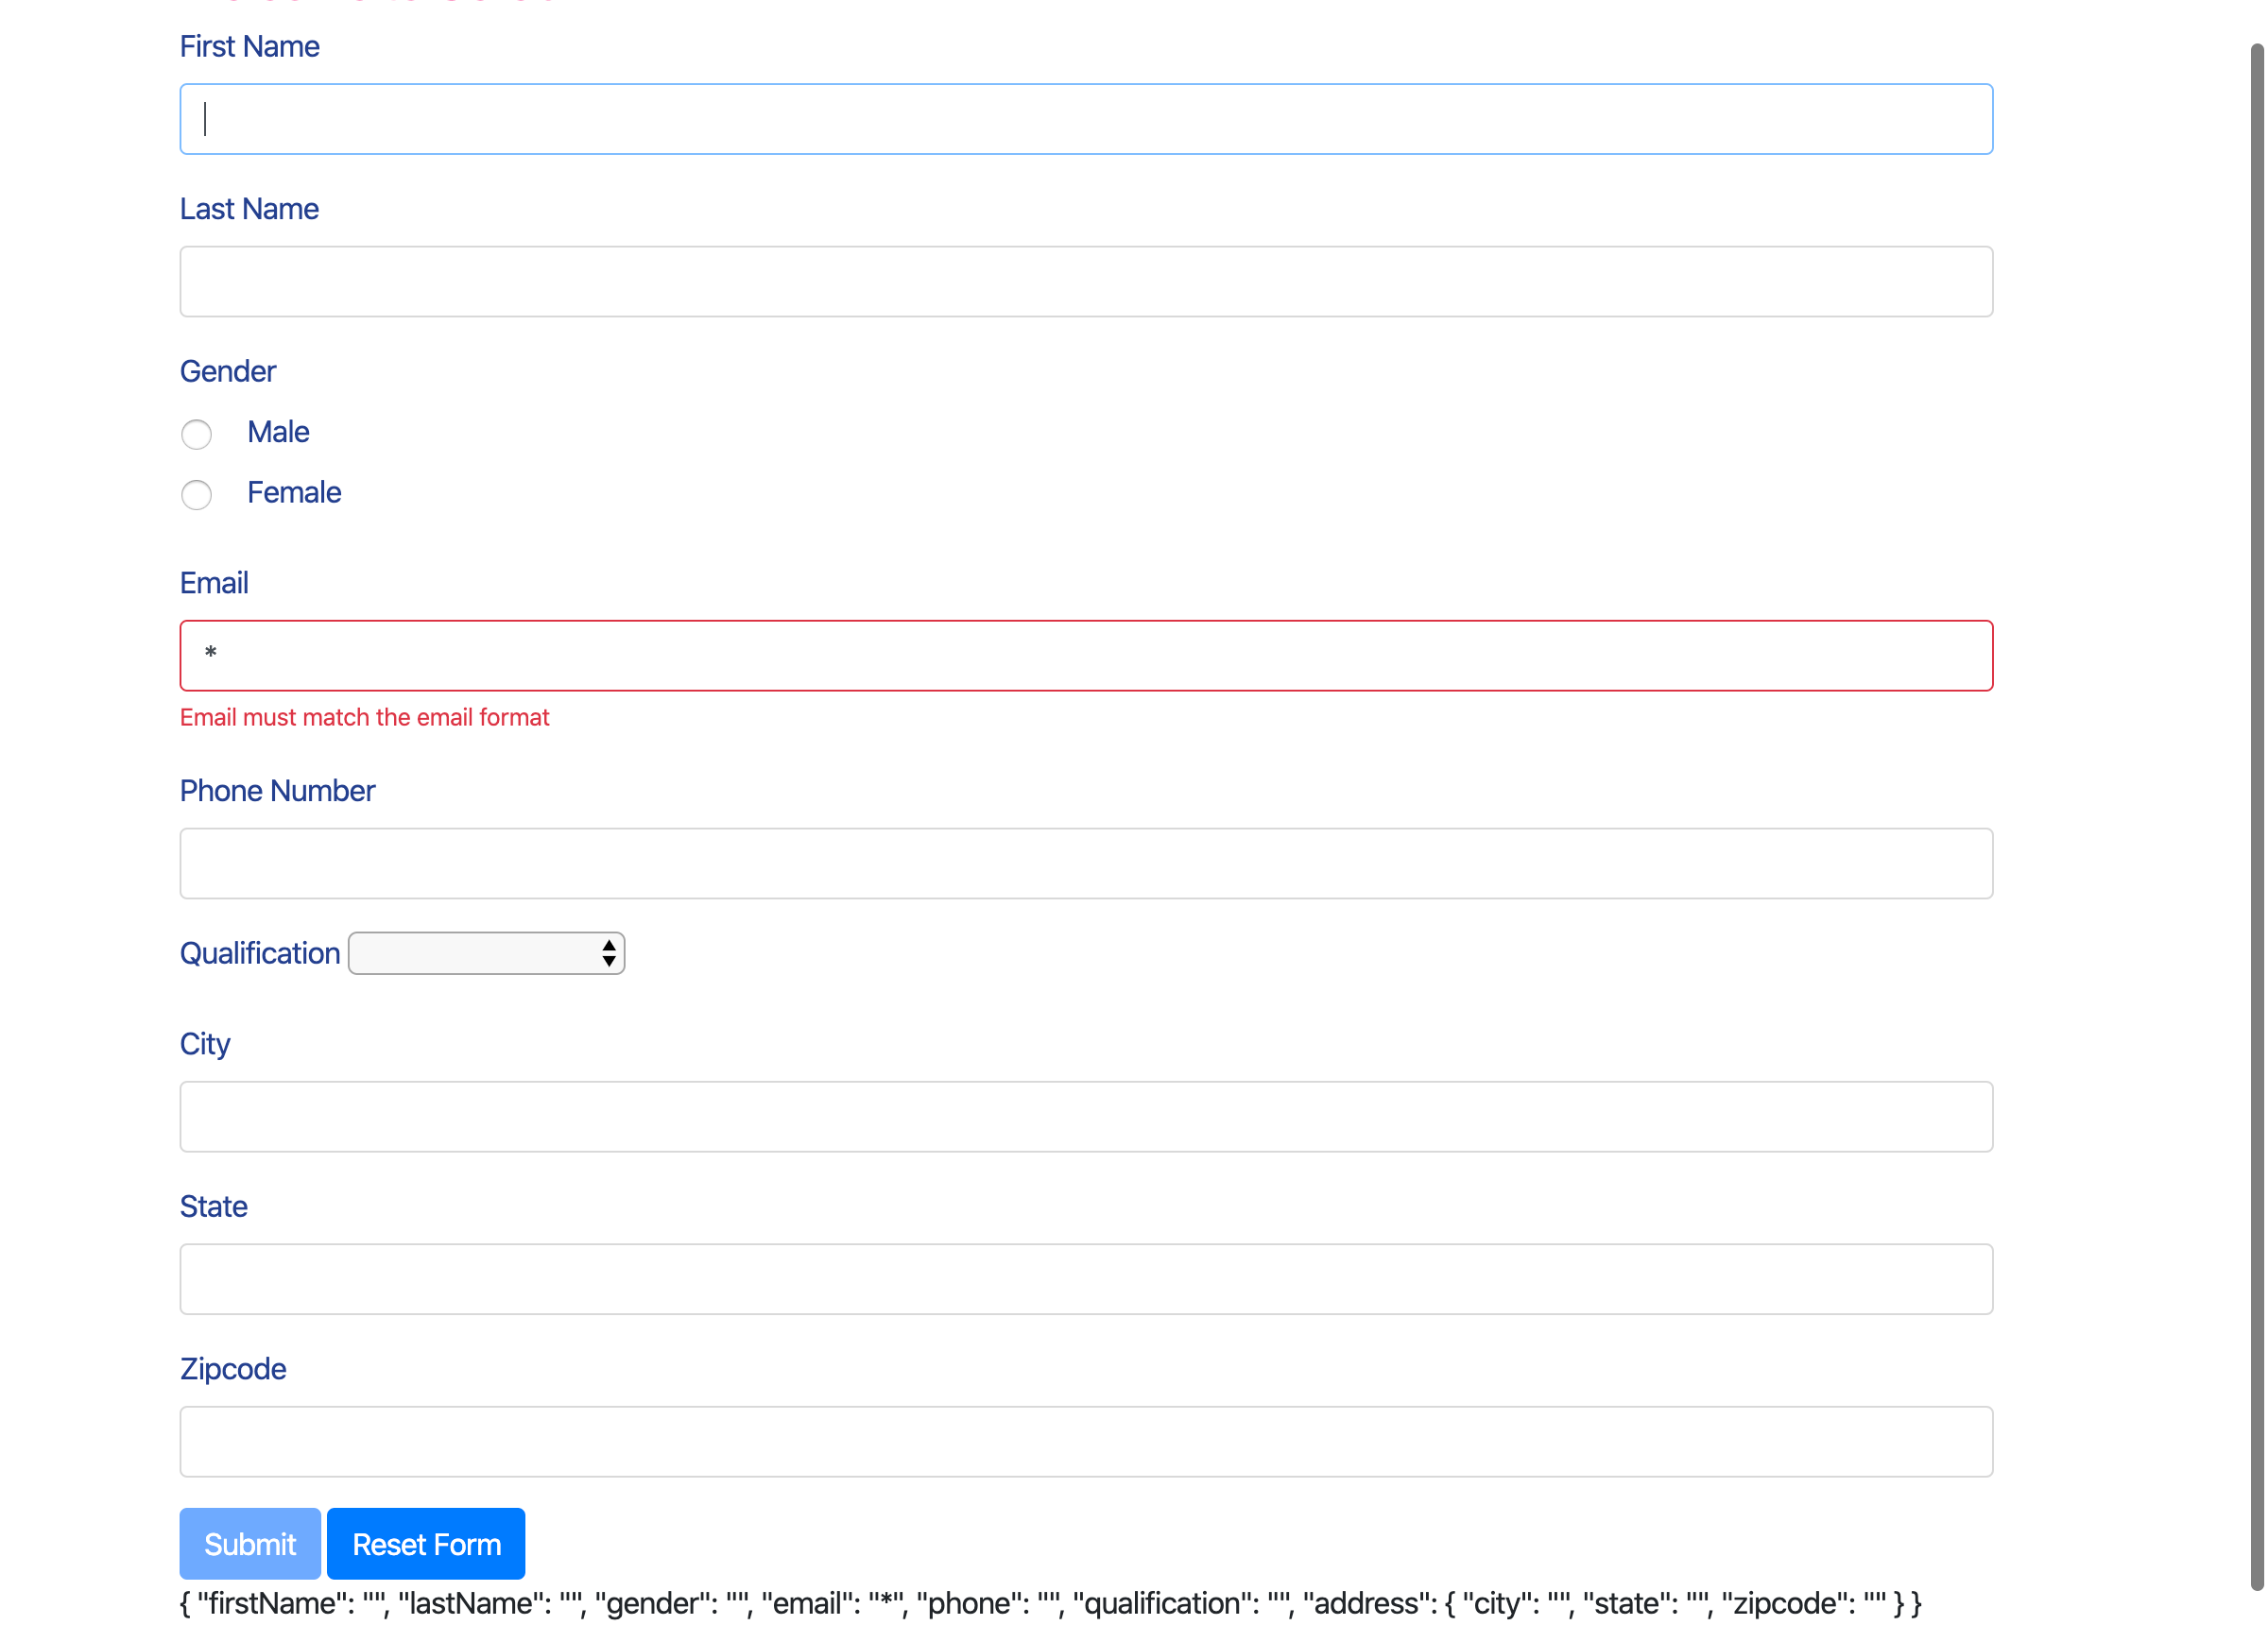 First Name
Last Name
Gender
Male
Female
Email
*
Email must match the email format
Phone Number
Qualification
City
State
Zipcode
Submit Reset Form
{ "firstName": "", "lastName": "", "gender": "", "email": "*", "phone": "", "qualification": "", "address": { "city": "", "state": "", "zipcode": "" } }